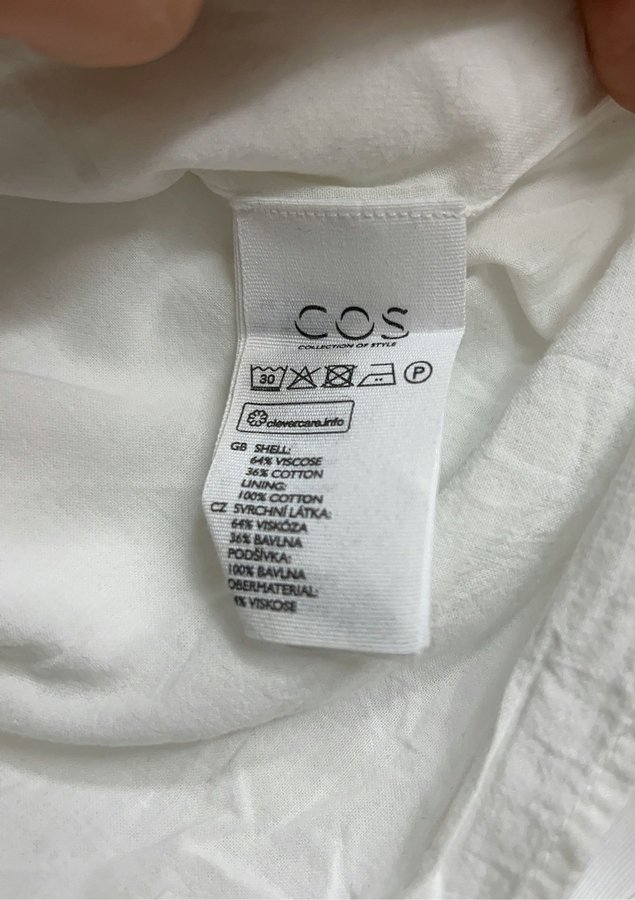 COS
COLLECTION OF STYLE
30 P
clevercare.info
GB SHELL:
64% VISCOSE
36% COTTON
LINING:
100% COTTON
CZ SVRCHNÍ LÁTKA:
64% VISKÓZA
36% BAVLNA
PODŠÍVKA:
100% BAVLNA
OBERMATERIAL:
4% VISKOSE